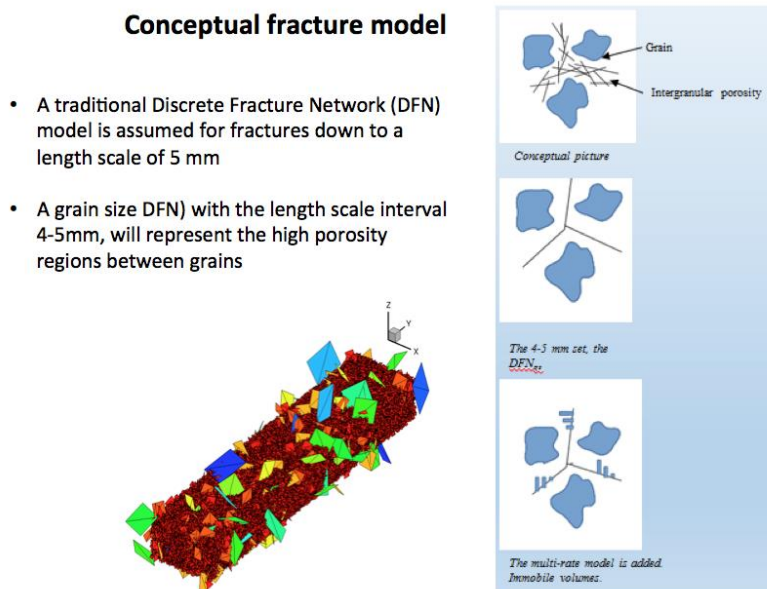 Conceptual fracture model
• A traditional Discrete Fracture Network (DFN)
model is assumed for fractures down to a
length scale of 5 mm
• A grain size DFN) with the length scale interval
4-5mm, will represent the high porosity
regions between grains
Z
Y
X
Grain
Intergranular porosity
Conceptual picture
The 4-5 mm set, the
DFNgs
The multi-rate model is added.
Immobile volumes.